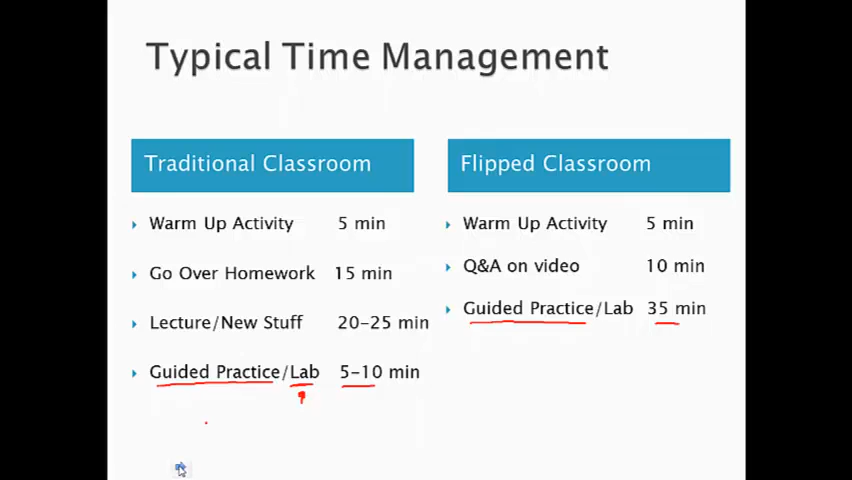 Typical Time Management
Traditional Classroom
Warm Up Activity 5 min
Go Over Homework 15 min
Lecture/New Stuff 20-25 min
Guided Practice/Lab 5-10 min
Flipped Classroom
Warm Up Activity 5 min
Q&A on video 10 min
Guided Practice/Lab 35 min